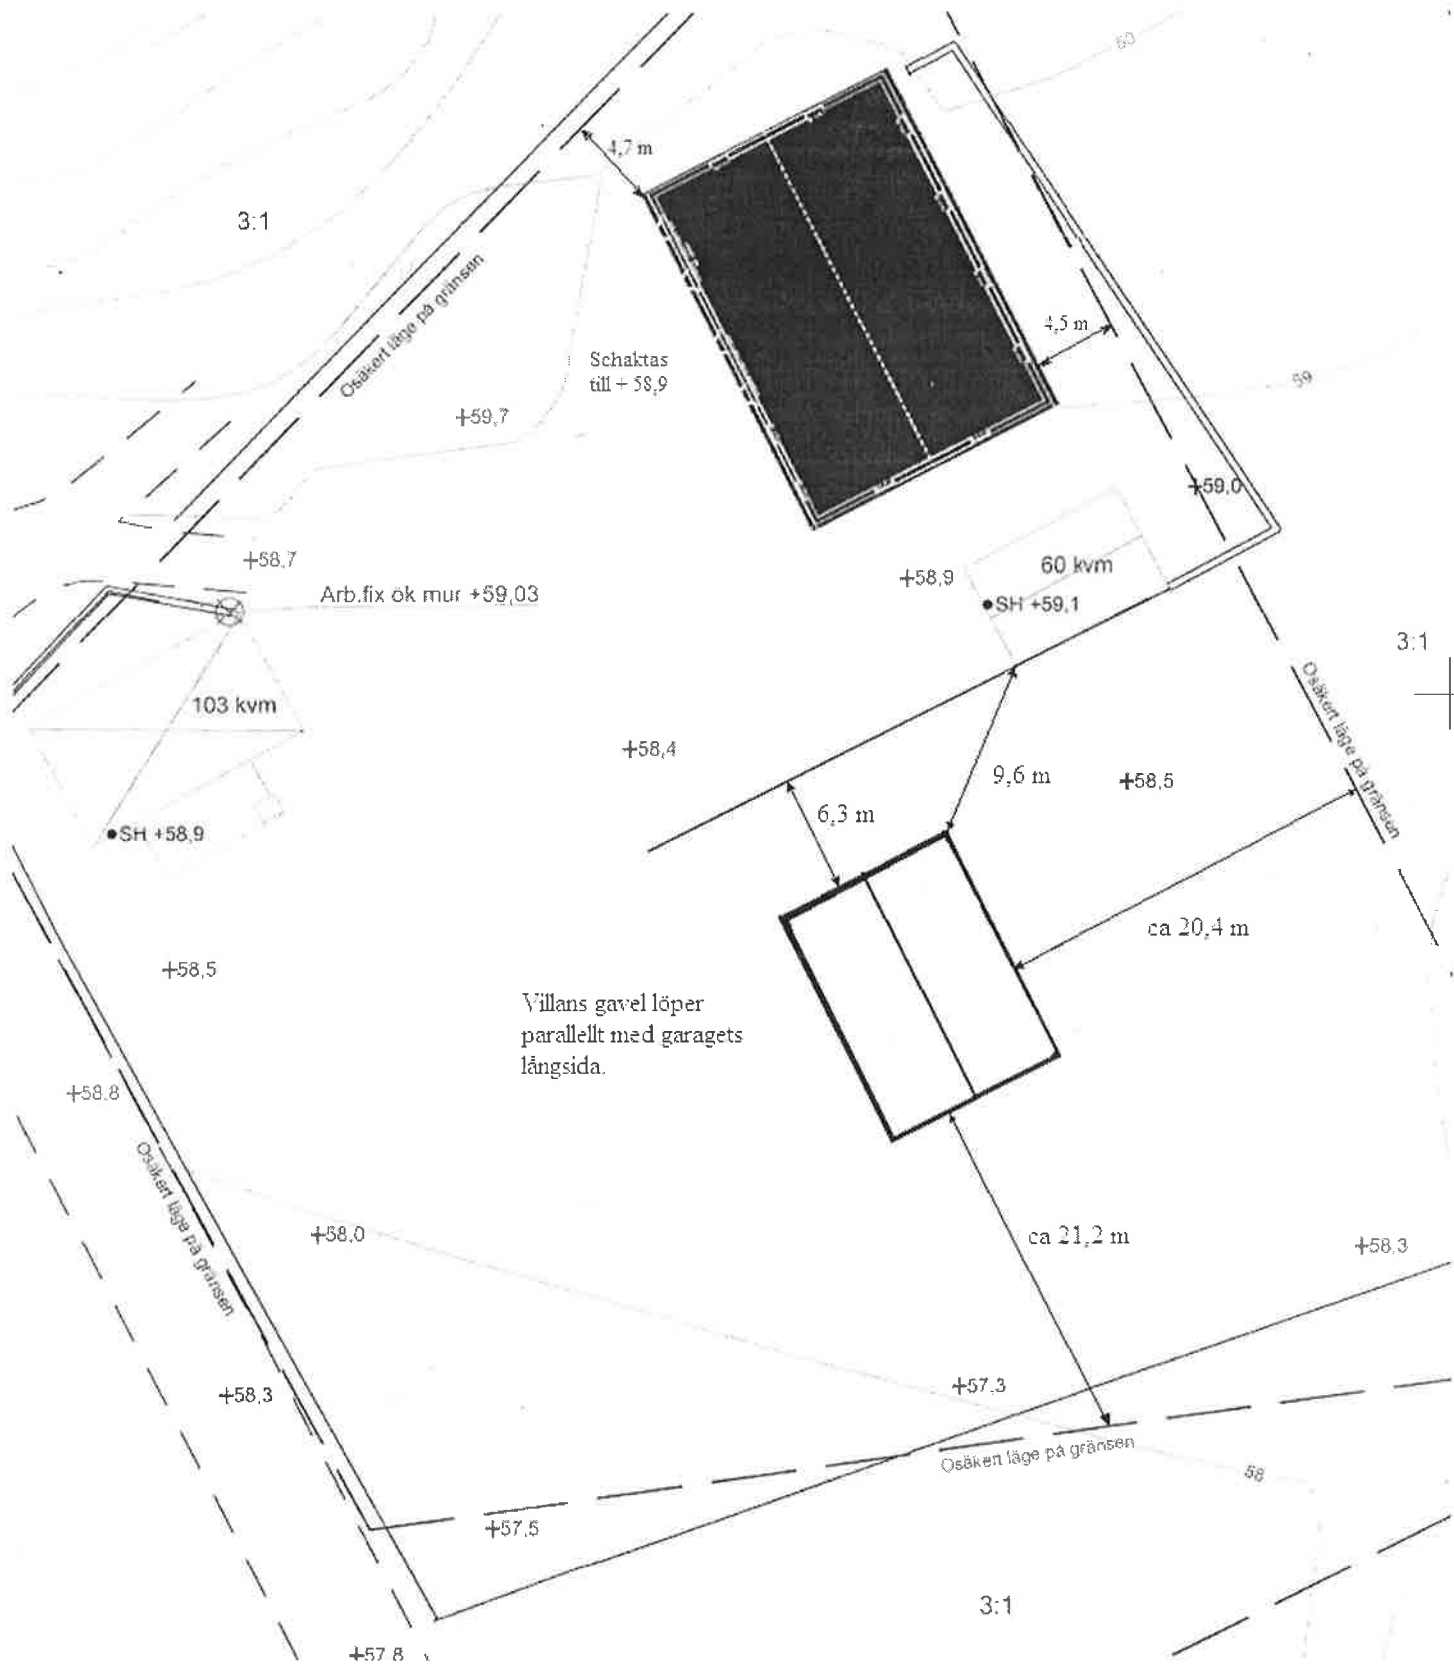 60
4,7 m
3:1
Osäkert läge på gränsen
4,5 m
Schaktas
till + 58,9
59
+59,7
+59,0
+58,7
+58,9
60 kvm
Arb.fix ök mur +59,03
SH +59,1
3:1
103 kvm
Osäkert läge på gränsen
+58,4
9,6 m
+58,5
6,3 m
SH +58,9
ca 20,4 m
+58,5
Villans gavel löper
parallellt med garagets
långsida.
+58,8
Osäkert läge på gränsen
+58,0
ca 21,2 m
+58,3
+58,3
+57,3
Osäkert läge på gränsen
58
+57,5
3:1
+57,8